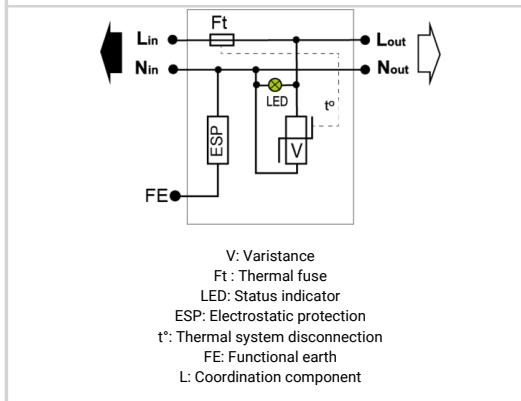 Ft
Lin
Lout
Nin
Nout
LED
t°
ESP
V
FE
V: Varistance
Ft : Thermal fuse
LED: Status indicator
ESP: Electrostatic protection
t°: Thermal system disconnection
FE: Functional earth
L: Coordination component